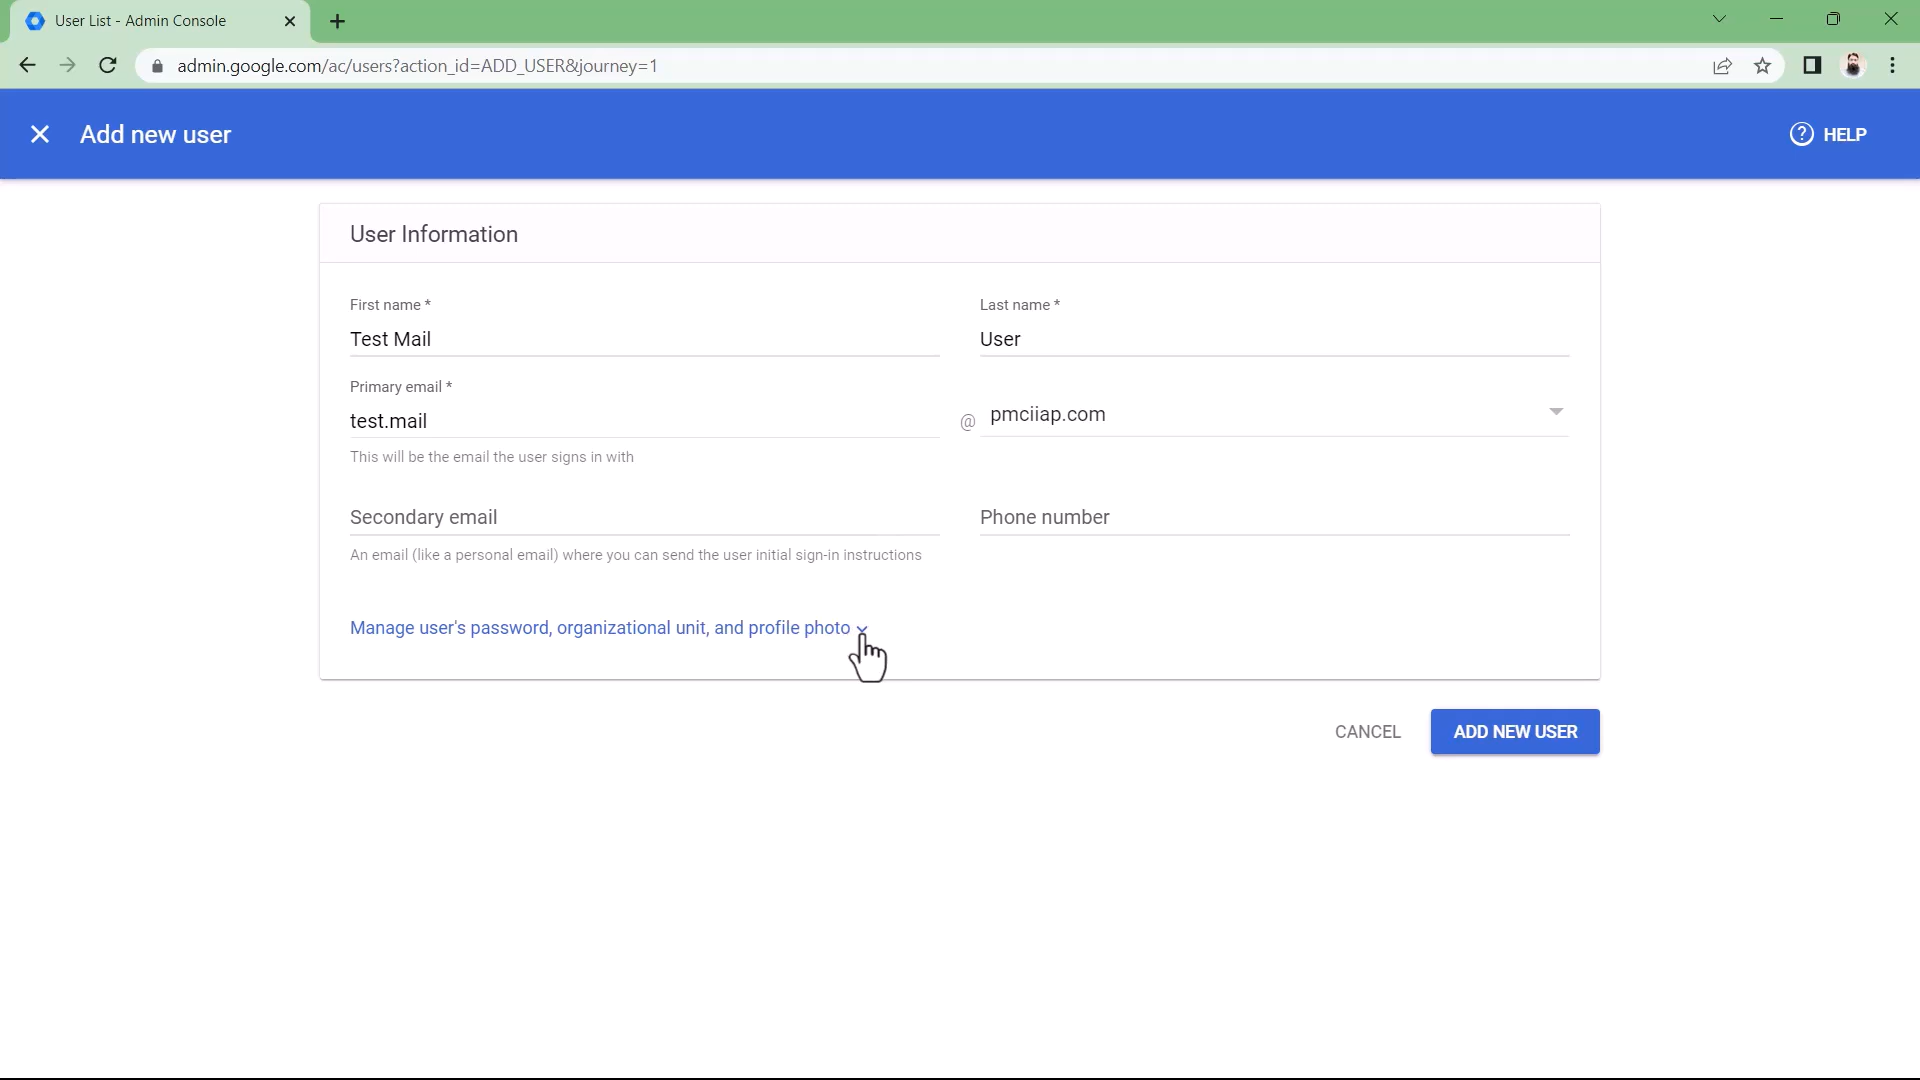 User List - Admin Console
admin.google.com/ac/users?action_id=ADD_USER&journey=1
Add new user
HELP
User Information
First name *
Last name *
Test Mail
User
Primary email *
test.mail
@
pmciiap.com
This will be the email the user signs in with
Secondary email
Phone number
An email (like a personal email) where you can send the user initial sign-in instructions
Manage user's password, organizational unit, and profile photo
CANCEL
ADD NEW USER